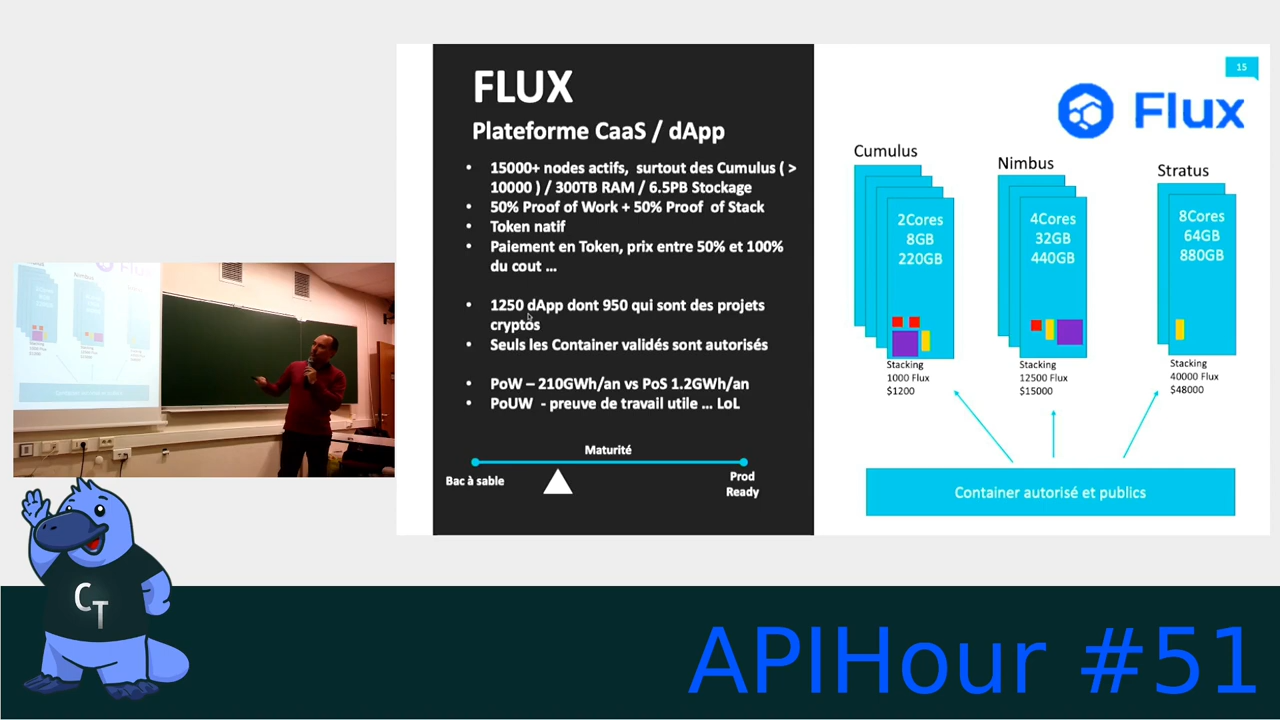 FLUX
Plateforme CaaS / dApp
• 15000+ nodes actifs, surtout des Cumulus ( >
10000 ) / 300TB RAM / 6.5PB Stockage
• 50% Proof of Work + 50% Proof of Stack
• Token natif
• Paiement en Token, prix entre 50% et 100%
du cout ...
• 1250 dApp dont 950 qui sont des projets
cryptos
• Seuls les Container validés sont autorisés
• PoW – 210GWh/an vs PoS 1.2GWh/an
• PoUW - preuve de travail utile ... LoL
Maturité
Bac à sable
Prod
Ready
15
Flux
Cumulus
2Cores
8GB
220GB
Stacking
1000 Flux
$1200
Nimbus
4Cores
32GB
440GB
Stacking
12500 Flux
$15000
Stratus
8Cores
64GB
880GB
Stacking
40000 Flux
$48000
Container autorisé et publics
CT
APIHour #51